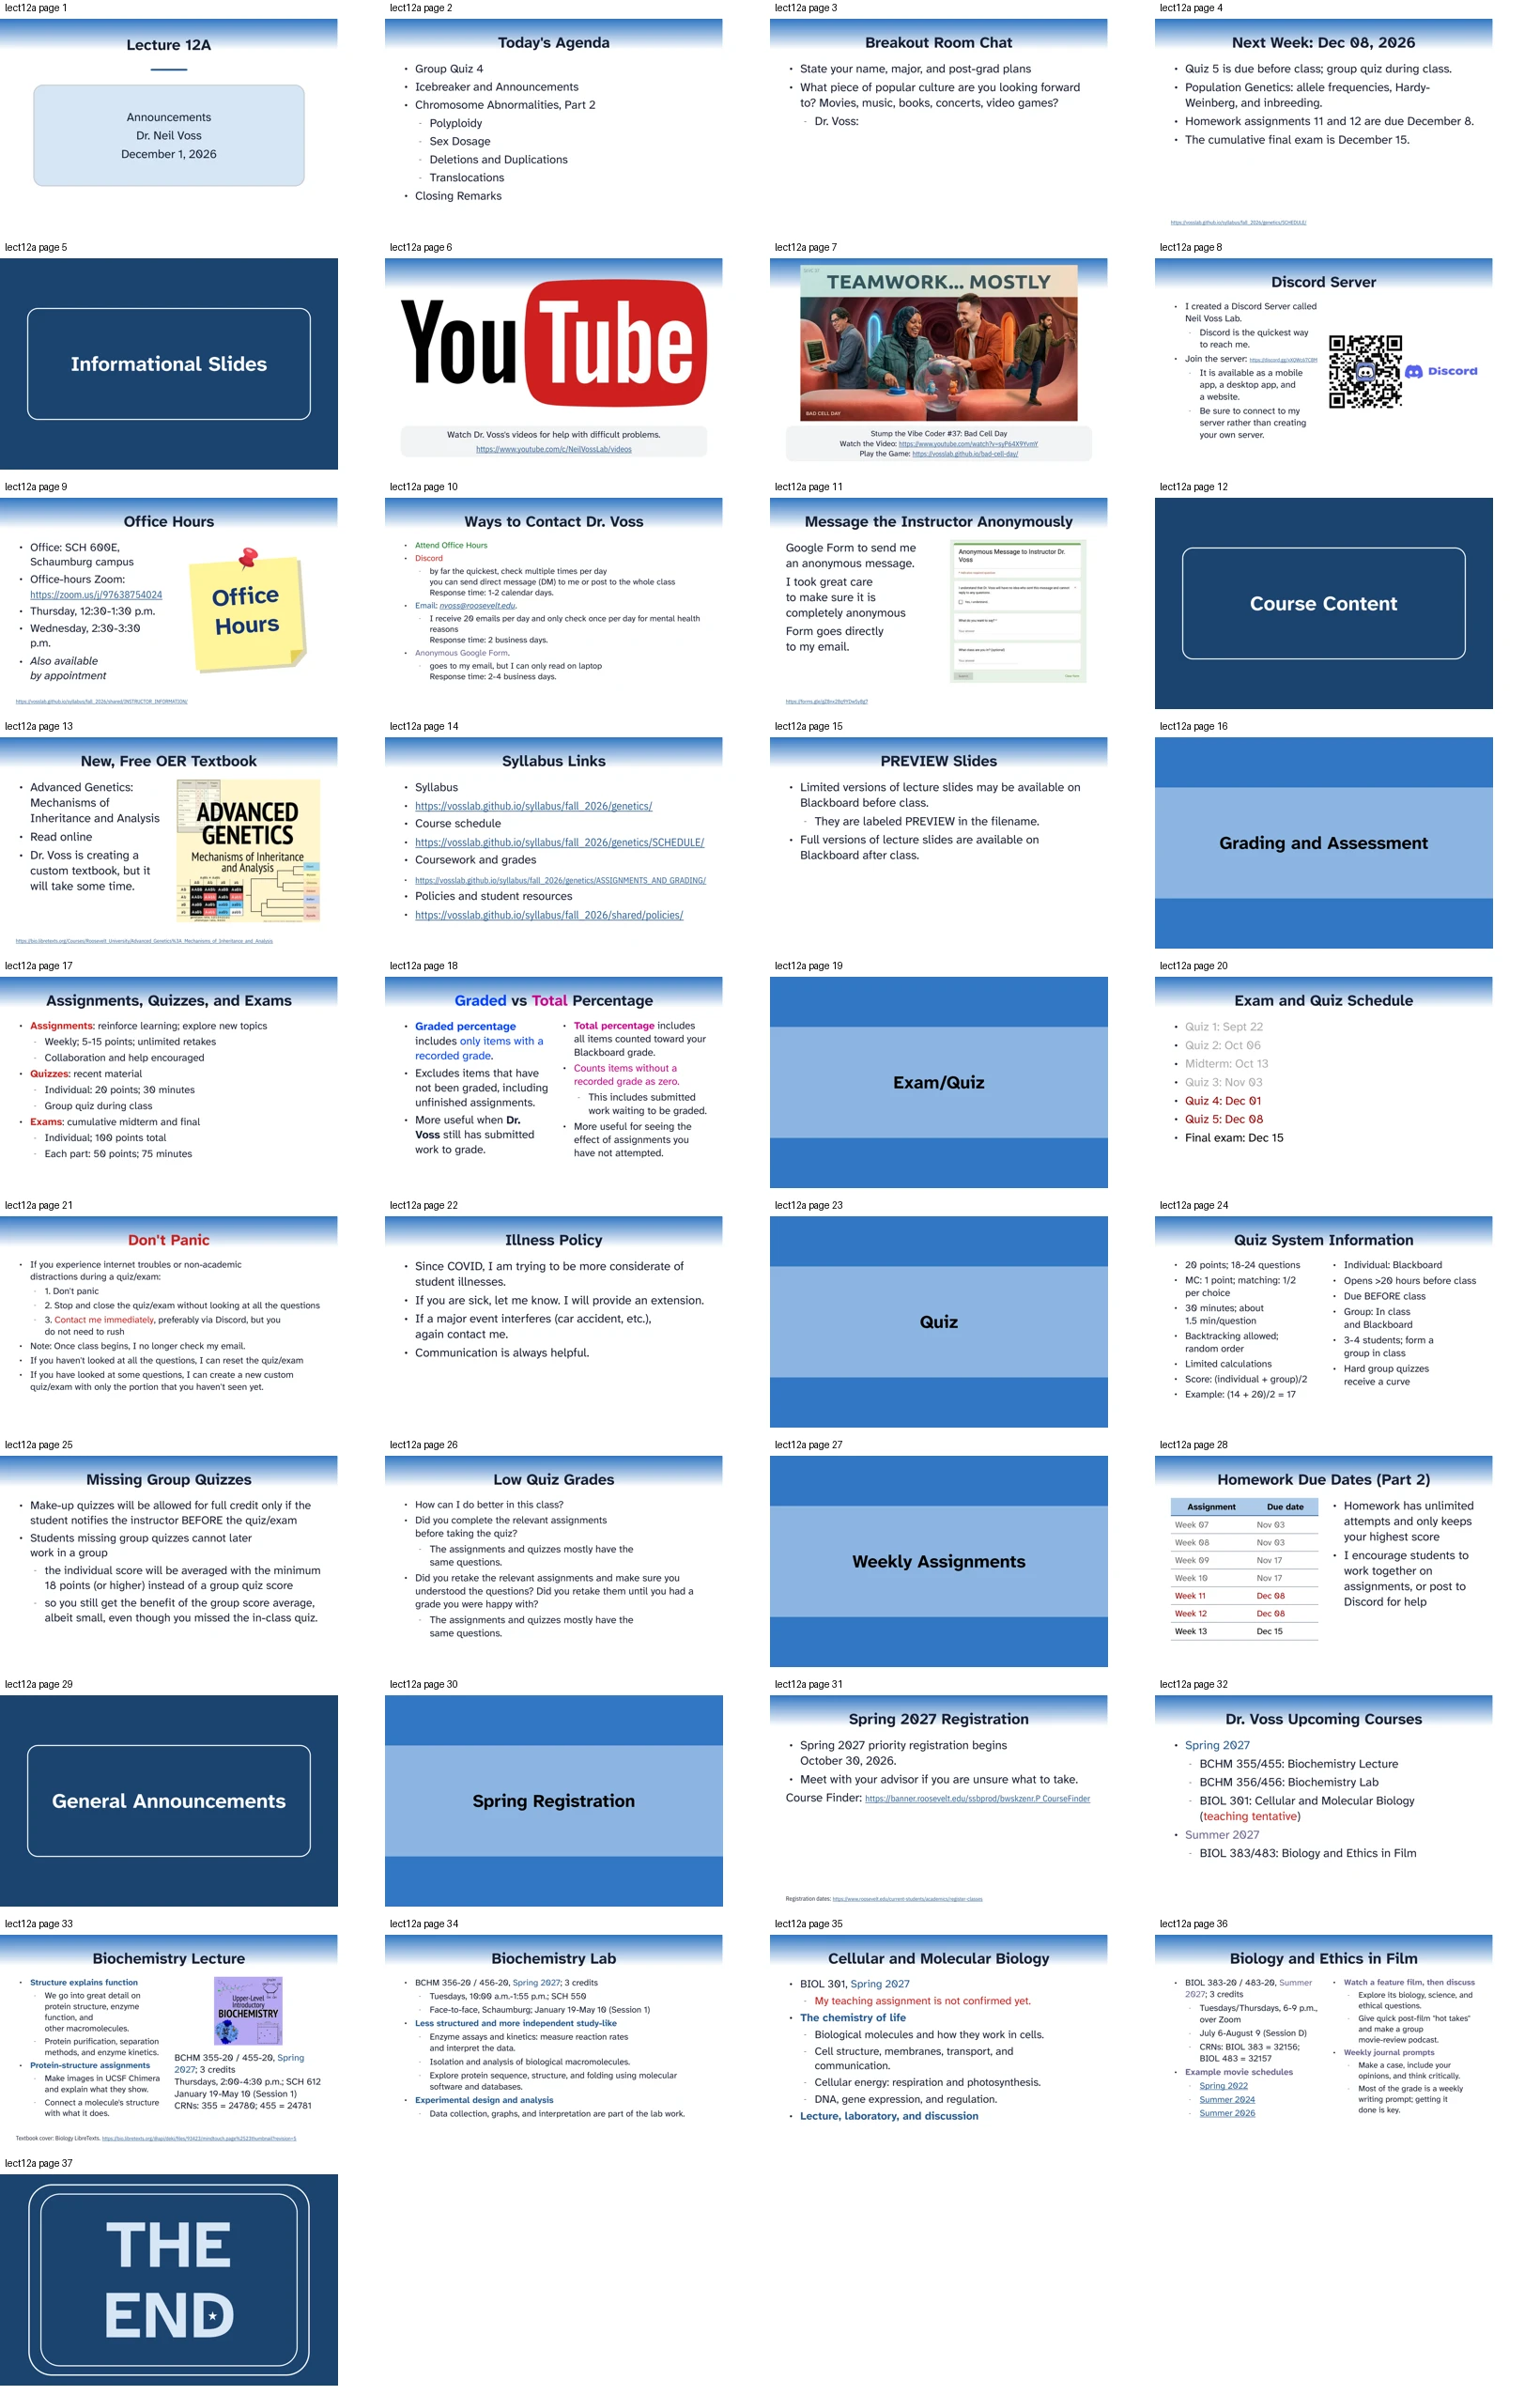 lect12a page 1
Lecture 12A
Announcements
Dr. Neil Voss
December 1, 2026
lect12a page 2
Today's Agenda
• Group Quiz 4
• Icebreaker and Announcements
• Chromosome Abnormalities, Part 2
- Polyploidy
- Sex Dosage
- Deletions and Duplications
- Translocations
• Closing Remarks
lect12a page 3
Breakout Room Chat
• State your name, major, and post-grad plans
• What piece of popular culture are you looking forward
to? Movies, music, books, concerts, video games?
- Dr. Voss:
lect12a page 4
Next Week: Dec 08, 2026
• Quiz 5 is due before class; group quiz during class.
• Population Genetics: allele frequencies, Hardy-
Weinberg, and inbreeding.
• Homework assignments 11 and 12 are due December 8.
• The cumulative final exam is December 15.
https://vosslab.github.io/syllabus/fall_2026/genetics/SCHEDULE/
lect12a page 5
Informational Slides
lect12a page 6
YouTube
Watch Dr. Voss's videos for help with difficult problems.
https://www.youtube.com/c/NeilVossLab/videos
lect12a page 7
TEAMWORK... MOSTLY
BAD CELL DAY
Stump the Vibe Coder #37: Bad Cell Day
Watch the Video: https://www.youtube.com/watch?v=syP64X9YvmY
Play the Game: https://vosslab.github.io/bad-cell-day/
lect12a page 8
Discord Server
• I created a Discord Server called
Neil Voss Lab.
- Discord is the quickest way
to reach me.
• Join the server:
- It is available as a mobile
app, a desktop app, and
a website.
- Be sure to connect to my
server rather than creating
your own server.
Discord
lect12a page 9
Office Hours
• Office: SCH 600E,
Schaumburg campus
• Office-hours Zoom:
https://zoom.us/j/97638754024
• Thursday, 12:30-1:30 p.m.
• Wednesday, 2:30-3:30
p.m.
• Also available
by appointment
Office
Hours
https://vosslab.github.io/syllabus/fall_2026/shared/INSTRUCTOR_INFORMATION/
lect12a page 10
Ways to Contact Dr. Voss
• Attend Office Hours
• Discord
- by far the quickest, check multiple times per day
you can send direct message (DM) to me or post to the whole class
Response time: 1-2 calendar days.
• Email: nvoss@roosevelt.edu.
- I receive 20 emails per day and only check once per day for mental health
reasons
Response time: 2 business days.
• Anonymous Google Form.
- goes to my email, but I can only read on laptop
Response time: 2-4 business days.
lect12a page 11
Message the Instructor Anonymously
Google Form to send me
an anonymous message.
I took great care
to make sure it is
completely anonymous
Form goes directly
to my email.
Anonymous Message to Instructor Dr.
Voss
lect12a page 12
Course Content
lect12a page 13
New, Free OER Textbook
• Advanced Genetics:
Mechanisms of
Inheritance and Analysis
• Read online
• Dr. Voss is creating a
custom textbook, but it
will take some time.
ADVANCED
GENETICS
Mechanisms of Inheritance
and Analysis
https://bio.libretexts.org/Courses/Roosevelt_University/Advanced_Genetics%3A_Mechanisms_of_Inheritance_and_Analysis
lect12a page 14
Syllabus Links
• Syllabus
• https://vosslab.github.io/syllabus/fall_2026/genetics/
• Course schedule
• https://vosslab.github.io/syllabus/fall_2026/genetics/SCHEDULE/
• Coursework and grades
• https://vosslab.github.io/syllabus/fall_2026/genetics/ASSIGNMENTS_AND_GRADING/
• Policies and student resources
• https://vosslab.github.io/syllabus/fall_2026/shared/policies/
lect12a page 15
PREVIEW Slides
• Limited versions of lecture slides may be available on
Blackboard before class.
- They are labeled PREVIEW in the filename.
• Full versions of lecture slides are available on
Blackboard after class.
lect12a page 16
Grading and Assessment
lect12a page 17
Assignments, Quizzes, and Exams
• Assignments: reinforce learning; explore new topics
- Weekly; 5-15 points; unlimited retakes
- Collaboration and help encouraged
• Quizzes: recent material
- Individual: 20 points; 30 minutes
- Group quiz during class
• Exams: cumulative midterm and final
- Individual; 100 points total
- Each part: 50 points; 75 minutes
lect12a page 18
Graded vs Total Percentage
• Graded percentage
includes only items with a
recorded grade.
• Excludes items that have
not been graded, including
unfinished assignments.
• More useful when Dr.
Voss still has submitted
work to grade.
• Total percentage includes
all items counted toward your
Blackboard grade.
• Counts items without a
recorded grade as zero.
- This includes submitted
work waiting to be graded.
• More useful for seeing the
effect of assignments you
have not attempted.
lect12a page 19
Exam/Quiz
lect12a page 20
Exam and Quiz Schedule
• Quiz 1: Sept 22
• Quiz 2: Oct 06
• Midterm: Oct 13
• Quiz 3: Nov 03
• Quiz 4: Dec 01
• Quiz 5: Dec 08
• Final exam: Dec 15
lect12a page 21
Don't Panic
• If you experience internet troubles or non-academic
distractions during a quiz/exam:
- 1. Don't panic
- 2. Stop and close the quiz/exam without looking at all the questions
- 3. Contact me immediately, preferably via Discord, but you
do not need to rush
• Note: Once class begins, I no longer check my email.
• If you haven't looked at all the questions, I can reset the quiz/exam
• If you have looked at some questions, I can create a new custom
quiz/exam with only the portion that you haven't seen yet.
lect12a page 22
Illness Policy
• Since COVID, I am trying to be more considerate of
student illnesses.
• If you are sick, let me know. I will provide an extension.
• If a major event interferes (car accident, etc.),
again contact me.
• Communication is always helpful.
lect12a page 23
Quiz
lect12a page 24
Quiz System Information
• 20 points; 18-24 questions
• MC: 1 point; matching: 1/2
per choice
• 30 minutes; about
1.5 min/question
• Backtracking allowed;
random order
• Limited calculations
• Score: (individual + group)/2
• Example: (14 + 20)/2 = 17
• Individual: Blackboard
• Opens >20 hours before class
• Due BEFORE class
• Group: In class
and Blackboard
• 3-4 students; form a
group in class
• Hard group quizzes
receive a curve
lect12a page 25
Missing Group Quizzes
• Make-up quizzes will be allowed for full credit only if the
student notifies the instructor BEFORE the quiz/exam
• Students missing group quizzes cannot later
work in a group
- the individual score will be averaged with the minimum
18 points (or higher) instead of a group quiz score
- so you still get the benefit of the group score average,
albeit small, even though you missed the in-class quiz.
lect12a page 26
Low Quiz Grades
• How can I do better in this class?
• Did you complete the relevant assignments
before taking the quiz?
- The assignments and quizzes mostly have the
same questions.
• Did you retake the relevant assignments and make sure you
understood the questions? Did you retake them until you had a
grade you were happy with?
- The assignments and quizzes mostly have the
same questions.
lect12a page 27
Weekly Assignments
lect12a page 28
Homework Due Dates (Part 2)
Assignment Due date
Week 07 Nov 03
Week 08 Nov 03
Week 09 Nov 17
Week 10 Nov 17
Week 11 Dec 08
Week 12 Dec 08
Week 13 Dec 15
• Homework has unlimited
attempts and only keeps
your highest score
• I encourage students to
work together on
assignments, or post to
Discord for help
lect12a page 29
General Announcements
lect12a page 30
Spring Registration
lect12a page 31
Spring 2027 Registration
• Spring 2027 priority registration begins
October 30, 2026.
• Meet with your advisor if you are unsure what to take.
Course Finder: https://banner.roosevelt.edu/ssbprod/bwskzenr.P_CourseFinder
Registration dates: https://www.roosevelt.edu/current-students/academics/register-classes
lect12a page 32
Dr. Voss Upcoming Courses
• Spring 2027
- BCHM 355/455: Biochemistry Lecture
- BCHM 356/456: Biochemistry Lab
- BIOL 301: Cellular and Molecular Biology
(teaching tentative)
• Summer 2027
- BIOL 383/483: Biology and Ethics in Film
lect12a page 33
Biochemistry Lecture
• Structure explains function
- We go into great detail on
protein structure, enzyme
function, and
other macromolecules.
- Protein purification, separation
methods, and enzyme kinetics.
• Protein-structure assignments
- Make images in UCSF Chimera
and explain what they show.
- Connect a molecule's structure
with what it does.
Upper-Level
Introductory
BIOCHEMISTRY
BCHM 355-20 / 455-20, Spring
2027; 3 credits
Thursdays, 2:00-4:30 p.m.; SCH 612
January 19-May 10 (Session 1)
CRNs: 355 = 24780; 455 = 24781
lect12a page 34
Biochemistry Lab
• BCHM 356-20 / 456-20, Spring 2027; 3 credits
- Tuesdays, 10:00 a.m.-1:55 p.m.; SCH 550
- Face-to-face, Schaumburg; January 19-May 10 (Session 1)
• Less structured and more independent study-like
- Enzyme assays and kinetics: measure reaction rates
and interpret the data.
- Isolation and analysis of biological macromolecules.
- Explore protein sequence, structure, and folding using molecular
software and databases.
• Experimental design and analysis
- Data collection, graphs, and interpretation are part of the lab work.
lect12a page 35
Cellular and Molecular Biology
• BIOL 301, Spring 2027
- My teaching assignment is not confirmed yet.
• The chemistry of life
- Biological molecules and how they work in cells.
- Cell structure, membranes, transport, and
communication.
- Cellular energy: respiration and photosynthesis.
- DNA, gene expression, and regulation.
• Lecture, laboratory, and discussion
lect12a page 36
Biology and Ethics in Film
• BIOL 383-20 / 483-20, Summer
2027; 3 credits
- Tuesdays/Thursdays, 6-9 p.m.,
over Zoom
- July 6-August 9 (Session D)
- CRNs: BIOL 383 = 32156;
BIOL 483 = 32157
• Example movie schedules
- Spring 2022
- Summer 2024
- Summer 2026
• Watch a feature film, then discuss
- Explore its biology, science, and
ethical questions.
- Give quick post-film "hot takes"
and make a group
movie-review podcast.
• Weekly journal prompts
- Make a case, include your
opinions, and think critically.
- Most of the grade is a weekly
writing prompt; getting it
done is key.
lect12a page 37
THE
END